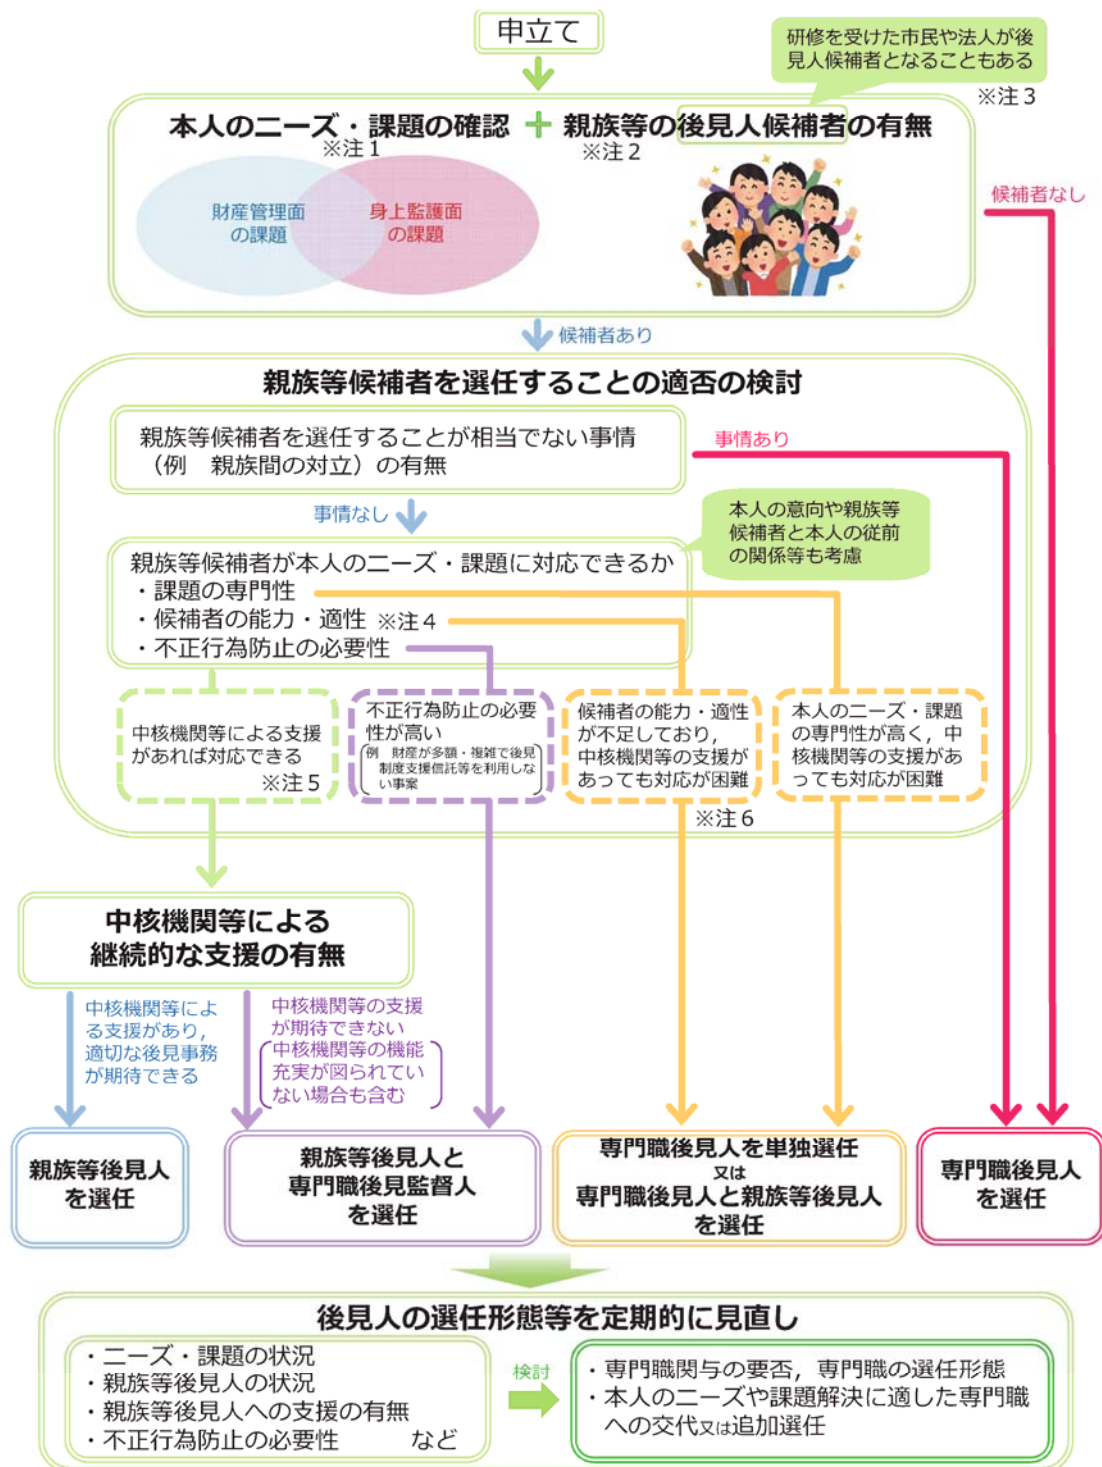 申立て
研修を受けた市民や法人が後
見人候補者となることもある
※注３
本人のニーズ・課題の確認 ＋ 親族等の後見人候補者の有無
※注１
※注２
財産管理面
の課題
身上監護面
の課題
候補者なし
候補者あり
親族等候補者を選任することの適否の検討
親族等候補者を選任することが相当でない事情
（例　親族間の対立）の有無
事情あり
事情なし
本人の意向や親族等
候補者と本人の従前
の関係等も考慮
親族等候補者が本人のニーズ・課題に対応できるか
・課題の専門性
・候補者の能力・適性 ※注４
・不正行為防止の必要性
中核機関等による支援
があれば対応できる
※注５
不正行為防止の必要
性が高い
例　財産が多額・複雑で後見
制度支援信託等を利用しな
い事案
候補者の能力・適性
が不足しており，
中核機関等の支援が
あっても対応が困難
本人のニーズ・課題
の専門性が高く，中
核機関等の支援があ
っても対応が困難
※注６
中核機関等による
継続的な支援の有無
中核機関等によ
る支援があり，
適切な後見事務
が期待できる
中核機関等の支援
が期待できない
中核機関等の機能
充実が図られてい
ない場合も含む
親族等後見人
を選任
親族等後見人と
専門職後見監督人
を選任
専門職後見人を単独選任
又は
専門職後見人と親族等後見人
を選任
専門職後見人
を選任
後見人の選任形態等を定期的に見直し
・ニーズ・課題の状況
・親族等後見人の状況
・親族等後見人への支援の有無
・不正行為防止の必要性　　など
検討
・専門職関与の要否，専門職の選任形態
・本人のニーズや課題解決に適した専門職
への交代又は追加選任